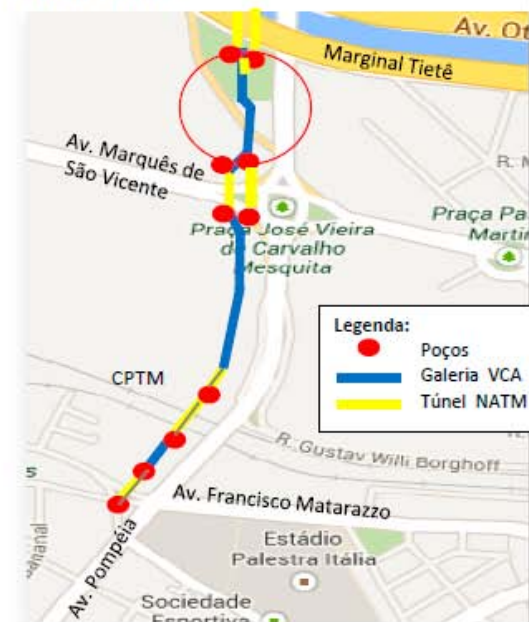 Av. Ot
Marginal Tietê
Av. Marquês de
São Vicente
R. M
Praça José Vieira
de Carvalho
Mesquita
Praça Pa
Martin
Legenda:
Poços
Galeria VCA
Túnel NATM
CPTM
R. Gustav Willi Borghoff
5
Av. Francisco Matarazzo
Av. Pompéia
Estádio
Palestra Itália
Sociedade
Esportiva